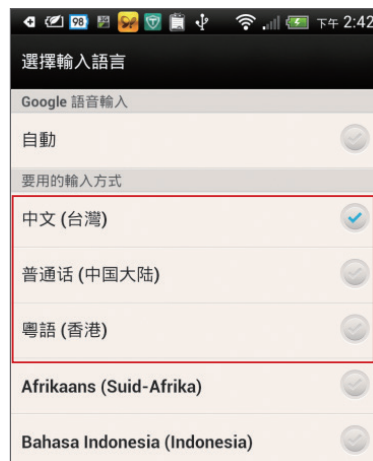 98 下午 2:42
選擇輸入語言
Google 語音輸入
自動
要用的輸入方式
中文 (台灣)
普通话 (中国大陆)
粵語 (香港)
Afrikaans (Suid-Afrika)
Bahasa Indonesia (Indonesia)